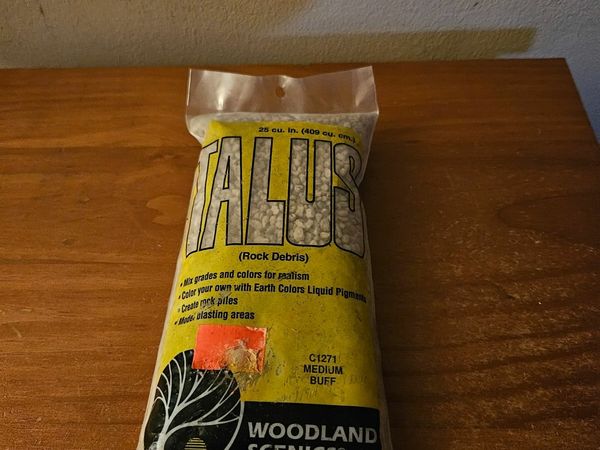 25 cu. in. (409 cu. cm.)
TALUS
(Rock Debris)
• Mix grades and colors for realism
• Color your own with Earth Colors Liquid Pigments
• Create rock piles
• Model blasting areas
C1271
MEDIUM
BUFF
WOODLAND
SCENICS